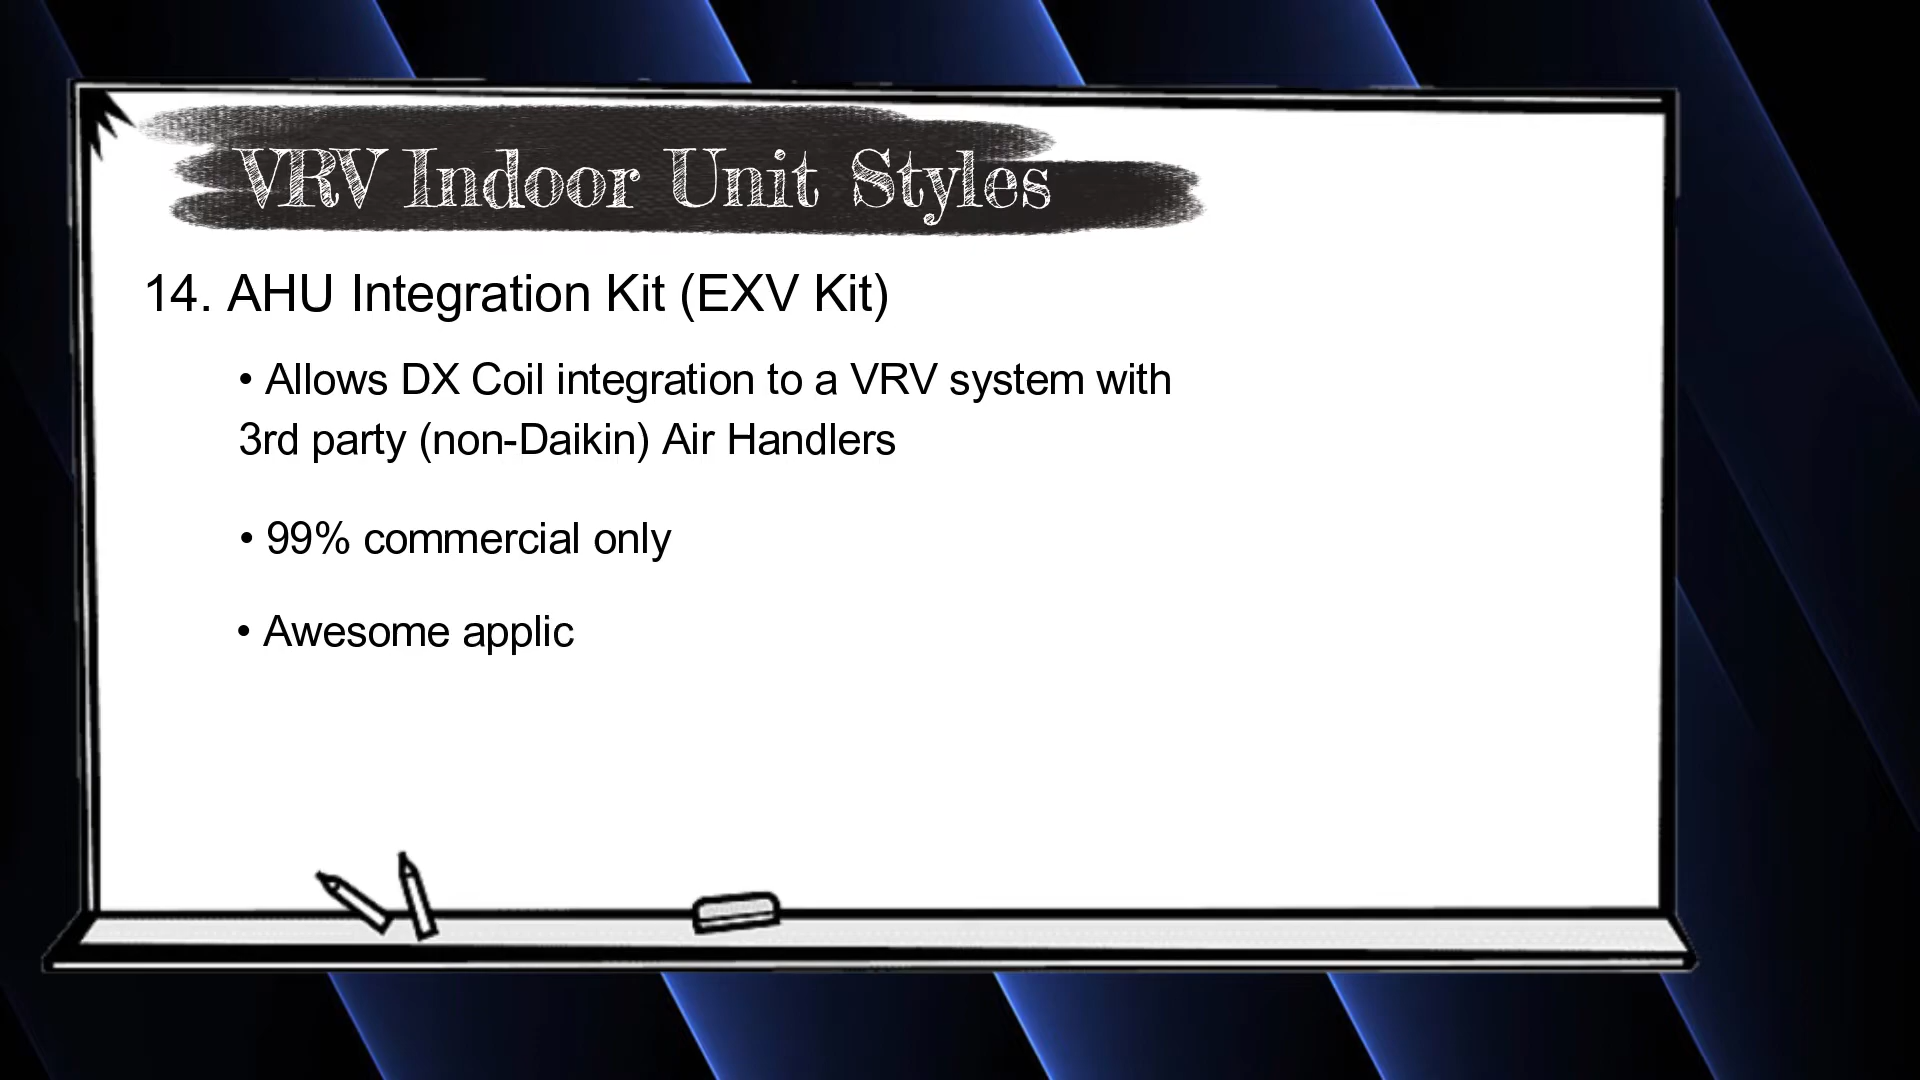 VRV Indoor Unit Styles
14. AHU Integration Kit (EXV Kit)
• Allows DX Coil integration to a VRV system with
3rd party (non-Daikin) Air Handlers
• 99% commercial only
• Awesome applic